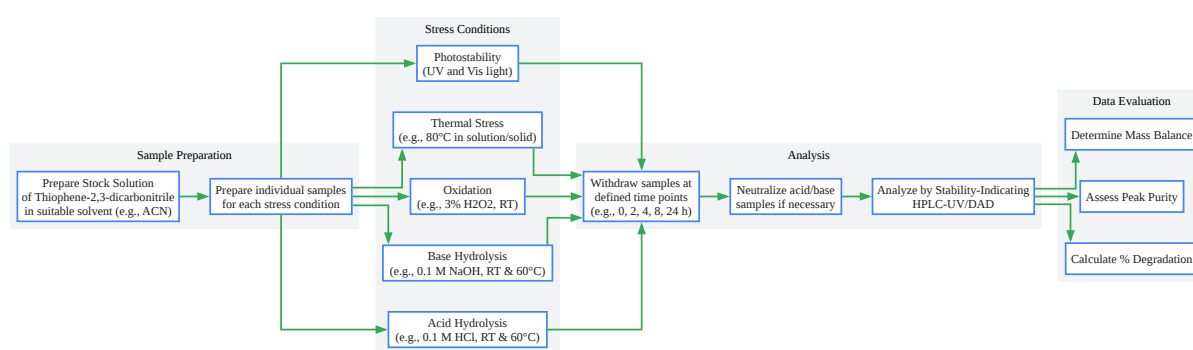 Sample Preparation
Prepare Stock Solution
of Thiophene-2,3-dicarbonitrile
in suitable solvent (e.g., ACN)
Prepare individual samples
for each stress condition
Stress Conditions
Photostability
(UV and Vis light)
Thermal Stress
(e.g., 80°C in solution/solid)
Oxidation
(e.g., 3% H2O2, RT)
Base Hydrolysis
(e.g., 0.1 M NaOH, RT & 60°C)
Acid Hydrolysis
(e.g., 0.1 M HCl, RT & 60°C)
Analysis
Withdraw samples at
defined time points
(e.g., 0, 2, 4, 8, 24 h)
Neutralize acid/base
samples if necessary
Analyze by Stability-Indicating
HPLC-UV/DAD
Data Evaluation
Determine Mass Balance
Assess Peak Purity
Calculate % Degradation